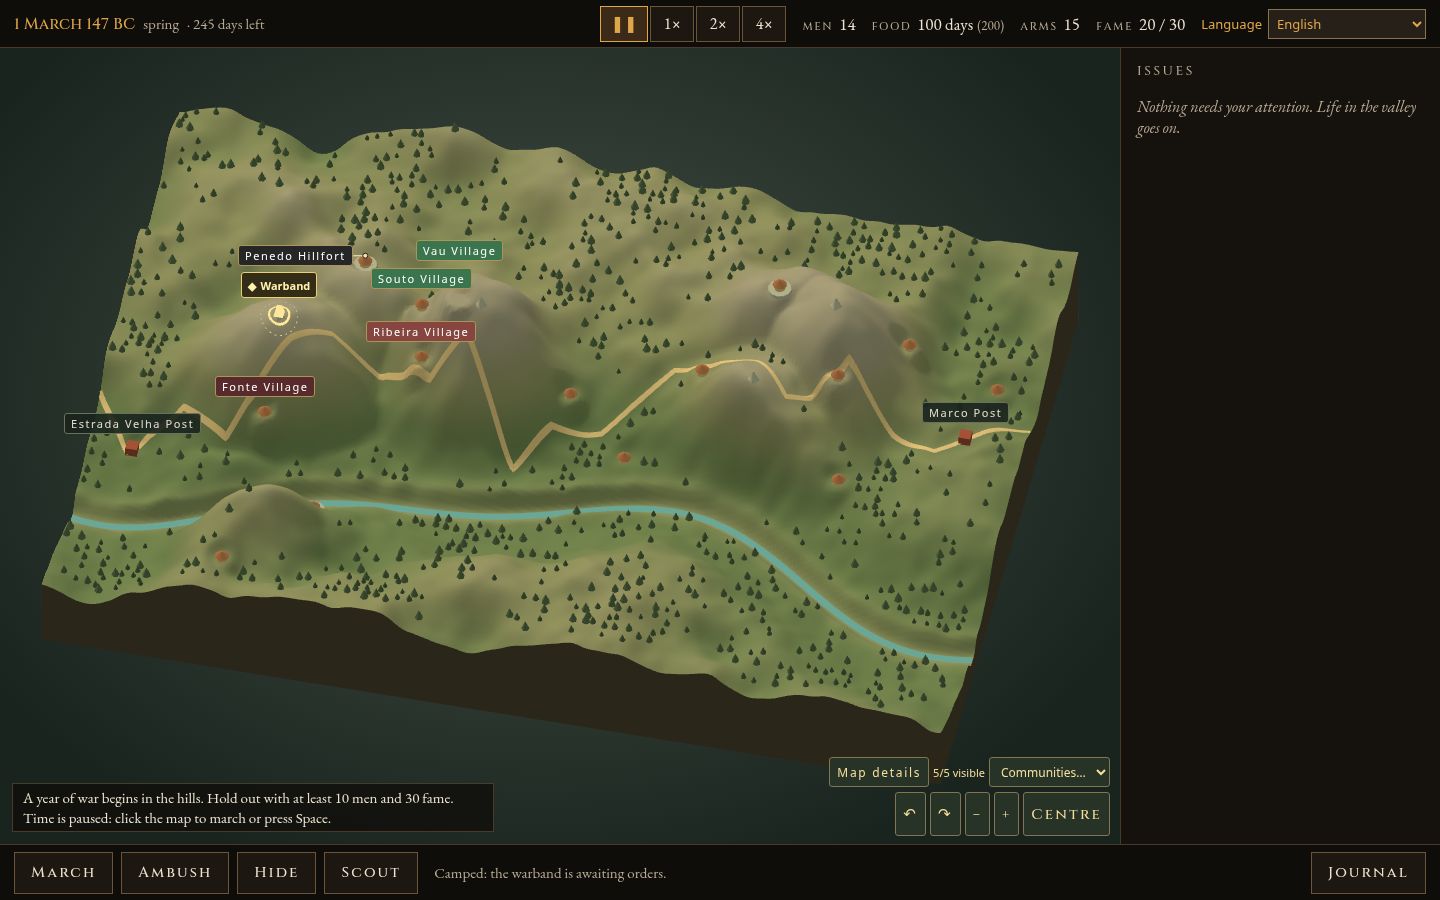 1 March 147 BC spring · 245 days left
❚❚ 1× 2× 4×
MEN 14 FOOD 100 days (200) ARMS 15 FAME 20 / 30
Language English
ISSUES
Nothing needs your attention. Life in the valley
goes on.
Vau Village
Penedo Hillfort
Souto Village
◆ Warband
Ribeira Village
Fonte Village
Estrada Velha Post
Marco Post
Map details 5/5 visible Communities...
↶ ↷ − + Centre
A year of war begins in the hills. Hold out with at least 10 men and 30 fame.
Time is paused: click the map to march or press Space.
March Ambush Hide Scout Camped: the warband is awaiting orders.
Journal